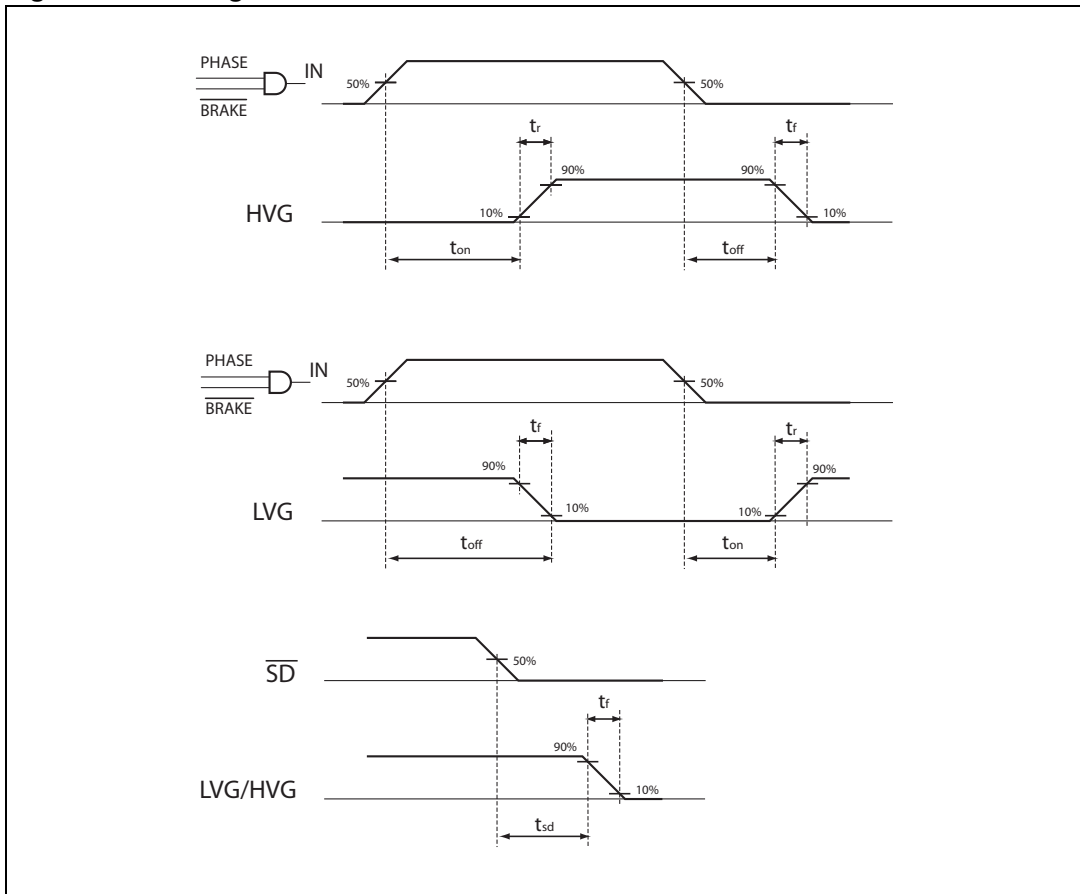 PHASE
IN
BRAKE
50%
50%
tr
tf
90%
90%
HVG
10%
10%
ton
toff
PHASE
IN
BRAKE
50%
50%
tf
tr
90%
90%
LVG
10%
10%
toff
ton
SD
50%
tf
90%
LVG/HVG
10%
tsd